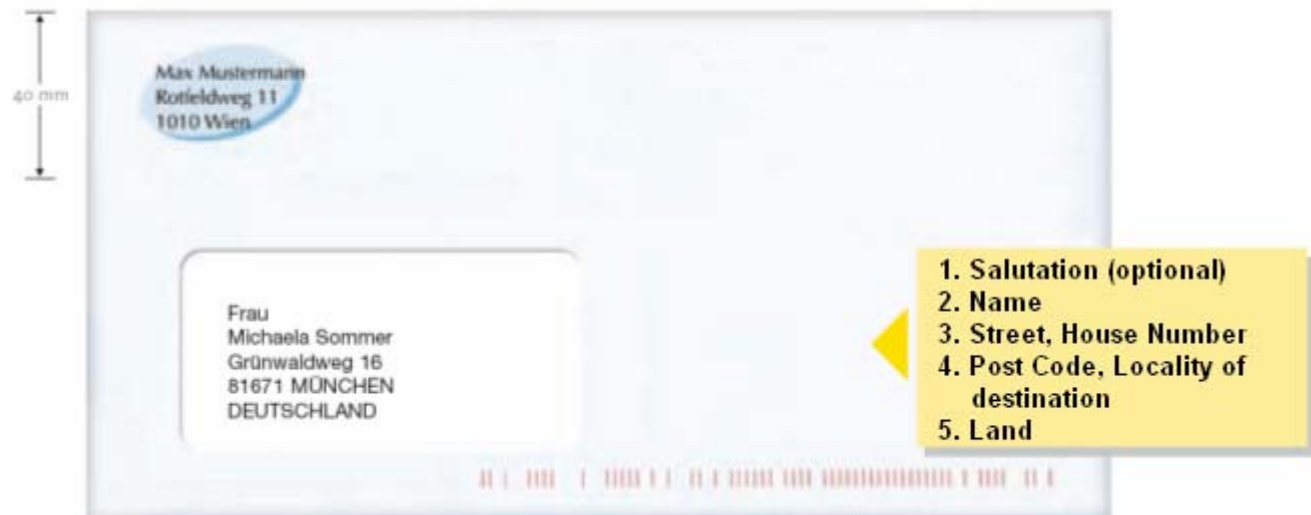 40 mm
Max Mustermann
Rotfeldweg 11
1010 Wien
Frau
Michaela Sommer
Grünwaldweg 16
81671 MÜNCHEN
DEUTSCHLAND
1. Salutation (optional)
2. Name
3. Street, House Number
4. Post Code, Locality of
destination
5. Land